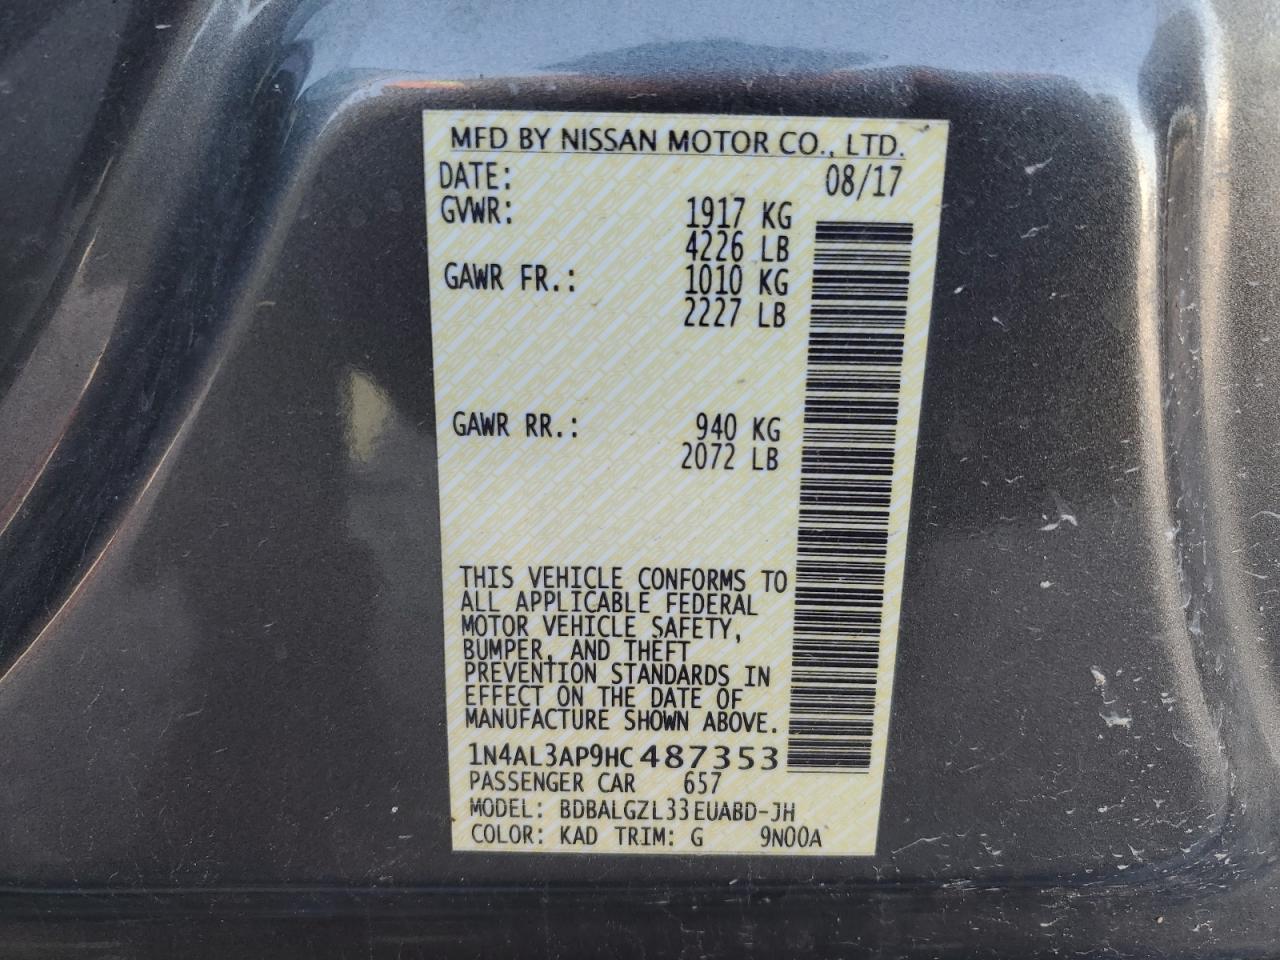 MFD BY NISSAN MOTOR CO., LTD.
DATE: 08/17
GVWR: 1917 KG
4226 LB
GAWR FR.: 1010 KG
2227 LB
GAWR RR.: 940 KG
2072 LB
THIS VEHICLE CONFORMS TO
ALL APPLICABLE FEDERAL
MOTOR VEHICLE SAFETY,
BUMPER, AND THEFT
PREVENTION STANDARDS IN
EFFECT ON THE DATE OF
MANUFACTURE SHOWN ABOVE.
1N4AL3AP9HC487353
PASSENGER CAR 657
MODEL: BDBALGZL33EUABD-JH
COLOR: KAD TRIM: G 9N00A